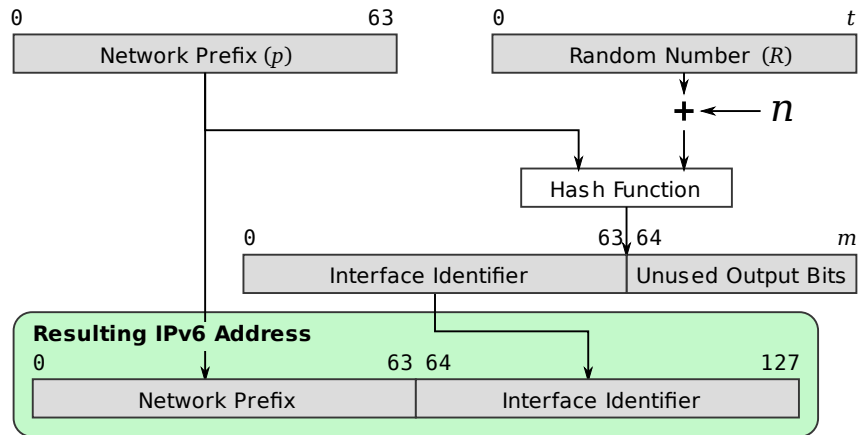 0 63 0 t
Network Prefix (p) Random Number (R)
+ n
Hash Function
0 63 64 m
Interface Identifier Unused Output Bits
Resulting IPv6 Address
0 63 64 127
Network Prefix Interface Identifier